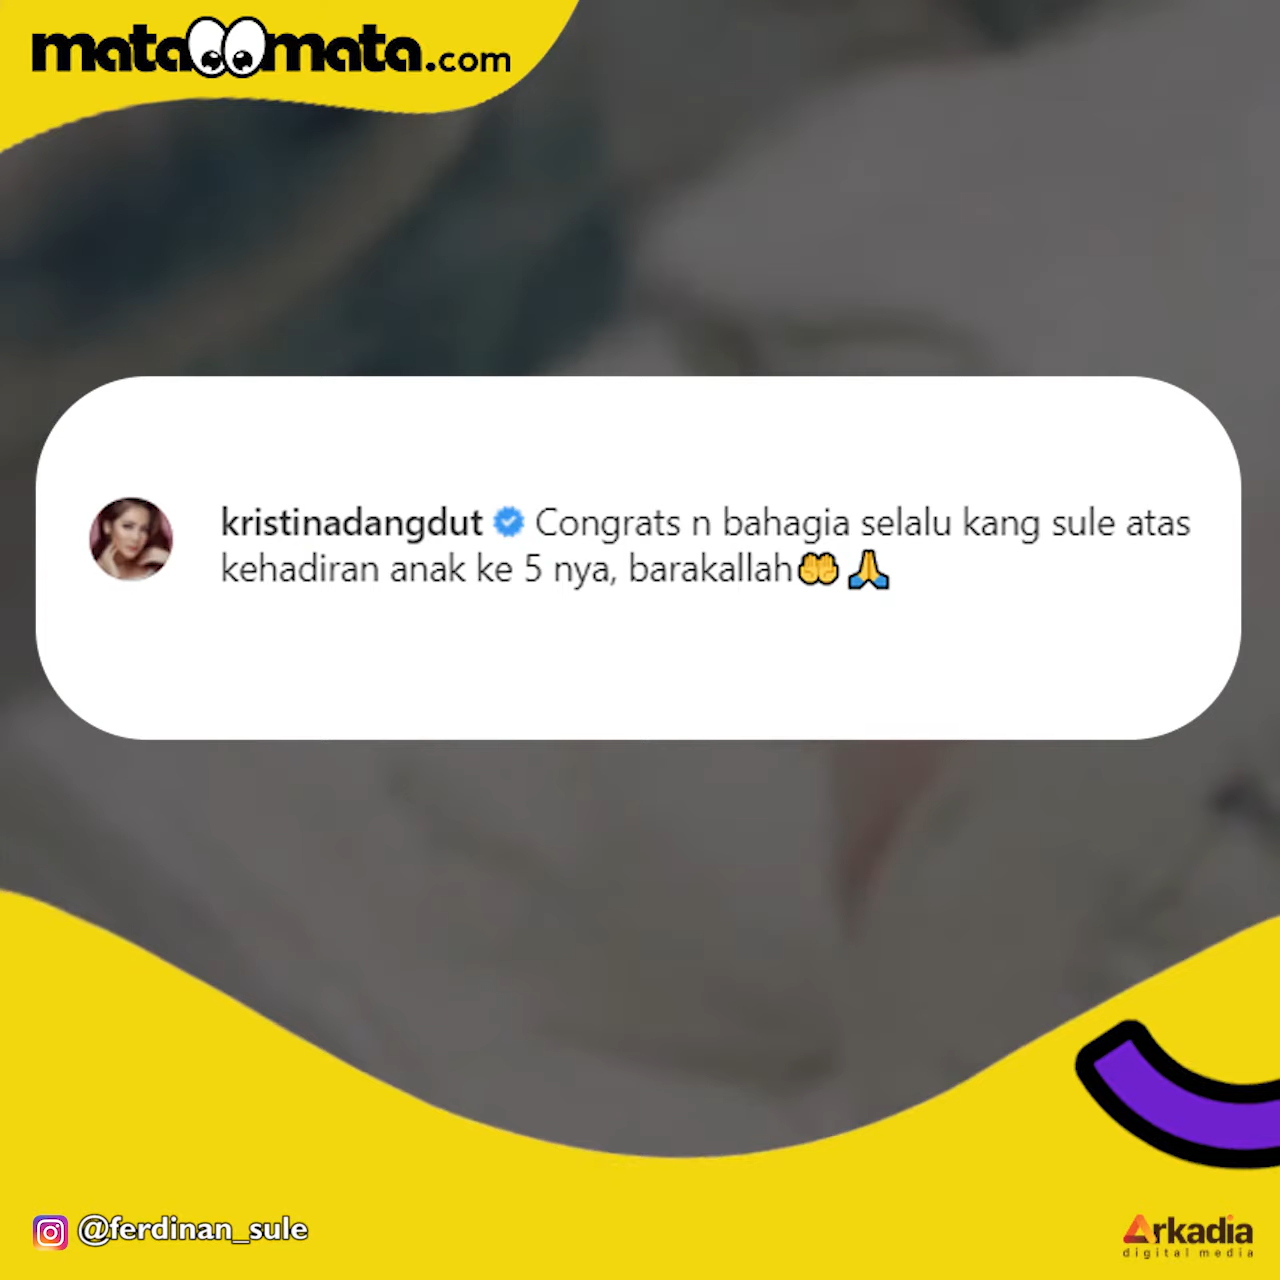 matamata.com
kristinadangdut Congrats n bahagia selalu kang sule atas
kehadiran anak ke 5 nya, barakallah🤲🙏
@ferdinan_sule
Arkadia
digital media